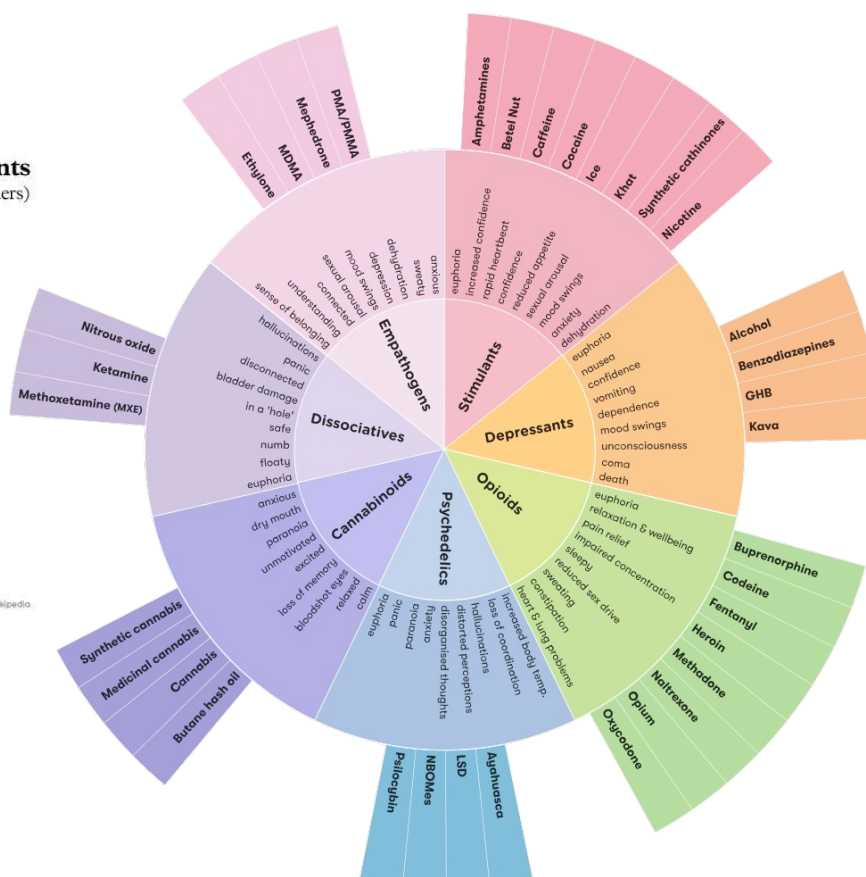 nts
ers)
kipedia
Empathogens
Ethylone
MDMA
Mephedrone
PMA/PMMA
sense of belonging
understanding
connected
sexual arousal
mood swings
depression
dehydration
sweaty
anxious
Stimulants
Amphetamines
Betel Nut
Caffeine
Cocaine
Ice
Khat
Synthetic cathinones
Nicotine
euphoria
increased confidence
rapid heartbeat
confidence
reduced appetite
sexual arousal
mood swings
anxiety
dehydration
Depressants
Alcohol
Benzodiazepines
GHB
Kava
euphoria
nausea
confidence
vomiting
dependence
mood swings
unconsciousness
coma
death
Opioids
Buprenorphine
Codeine
Fentanyl
Heroin
Methadone
Naltrexone
Opium
Oxycodone
euphoria
relaxation & wellbeing
pain relief
impaired concentration
sleepy
reduced sex drive
sweating
constipation
heart & lung problems
Psychedelics
Ayahuasca
LSD
NBOMes
Psilocybin
increased body temp.
loss of coordination
hallucinations
distorted perceptions
disorganised thoughts
anxiety
paranoia
panic
euphoria
Cannabinoids
Butane hash oil
Cannabis
Medicinal cannabis
Synthetic cannabis
calm
relaxed
bloodshot eyes
loss of memory
excited
unmotivated
paranoia
dry mouth
anxious
Dissociatives
Methoxetamine (MXE)
Ketamine
Nitrous oxide
euphoria
floaty
numb
safe
in a 'hole'
bladder damage
disconnected
panic
hallucinations